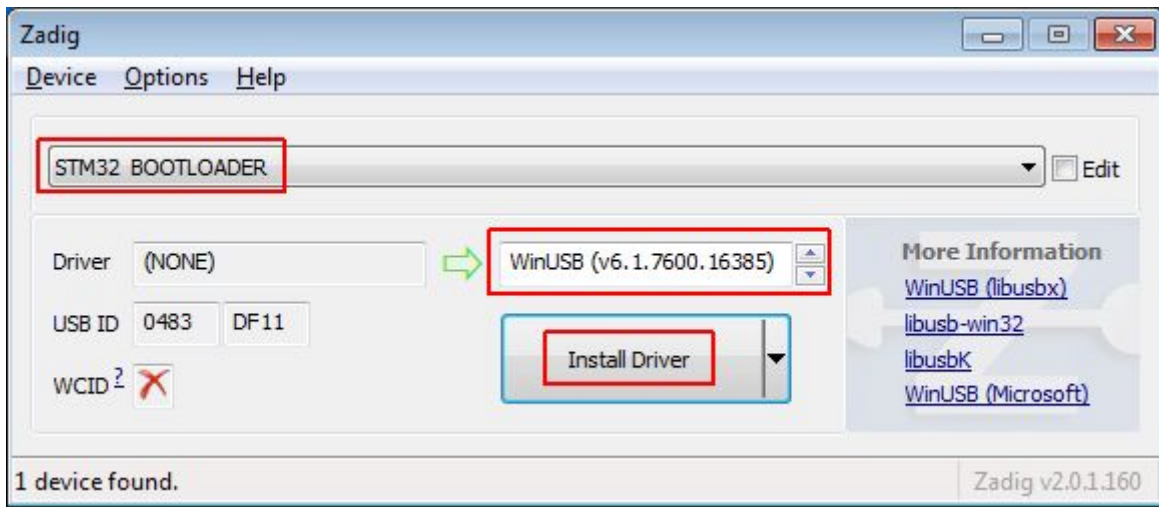 Zadig
Device Options Help
STM32 BOOTLOADER
Edit
Driver (NONE) WinUSB (v6.1.7600.16385)
USB ID 0483 DF11
WCID ?
Install Driver
More Information
WinUSB (libusbx)
libusb-win32
libusbK
WinUSB (Microsoft)
1 device found.
Zadig v2.0.1.160